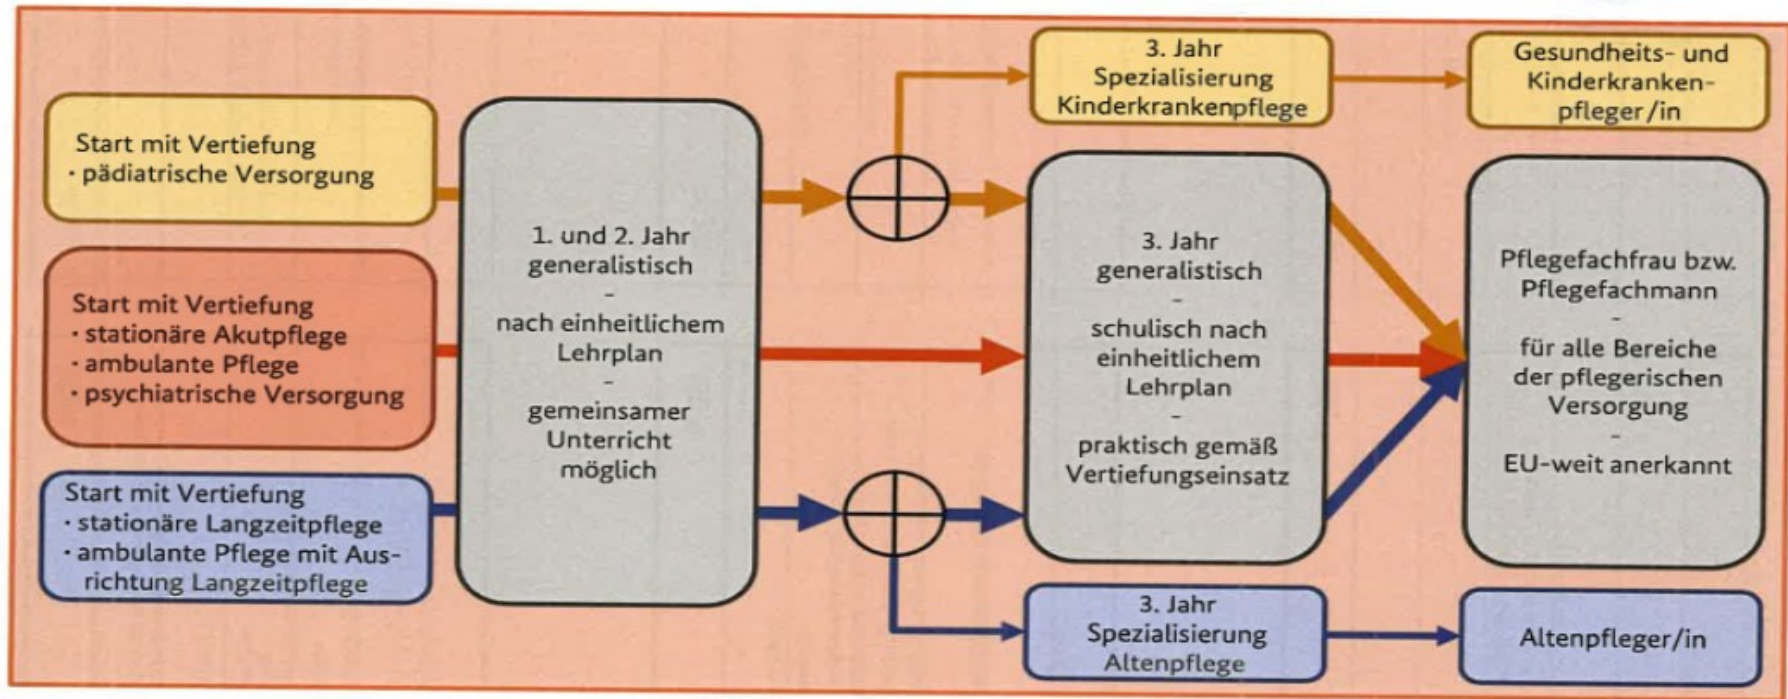 Start mit Vertiefung
· pädiatrische Versorgung
Start mit Vertiefung
· stationäre Akutpflege
· ambulante Pflege
· psychiatrische Versorgung
Start mit Vertiefung
· stationäre Langzeitpflege
· ambulante Pflege mit Aus-
richtung Langzeitpflege
1. und 2. Jahr
generalistisch
-
nach einheitlichem
Lehrplan
-
gemeinsamer
Unterricht
möglich
3. Jahr
Spezialisierung
Kinderkrankenpflege
3. Jahr
generalistisch
-
schulisch nach
einheitlichem
Lehrplan
-
praktisch gemäß
Vertiefungseinsatz
3. Jahr
Spezialisierung
Altenpflege
Gesundheits- und
Kinderkranken-
pfleger/in
Pflegefachfrau bzw.
Pflegefachmann
-
für alle Bereiche
der pflegerischen
Versorgung
-
EU-weit anerkannt
Altenpfleger/in